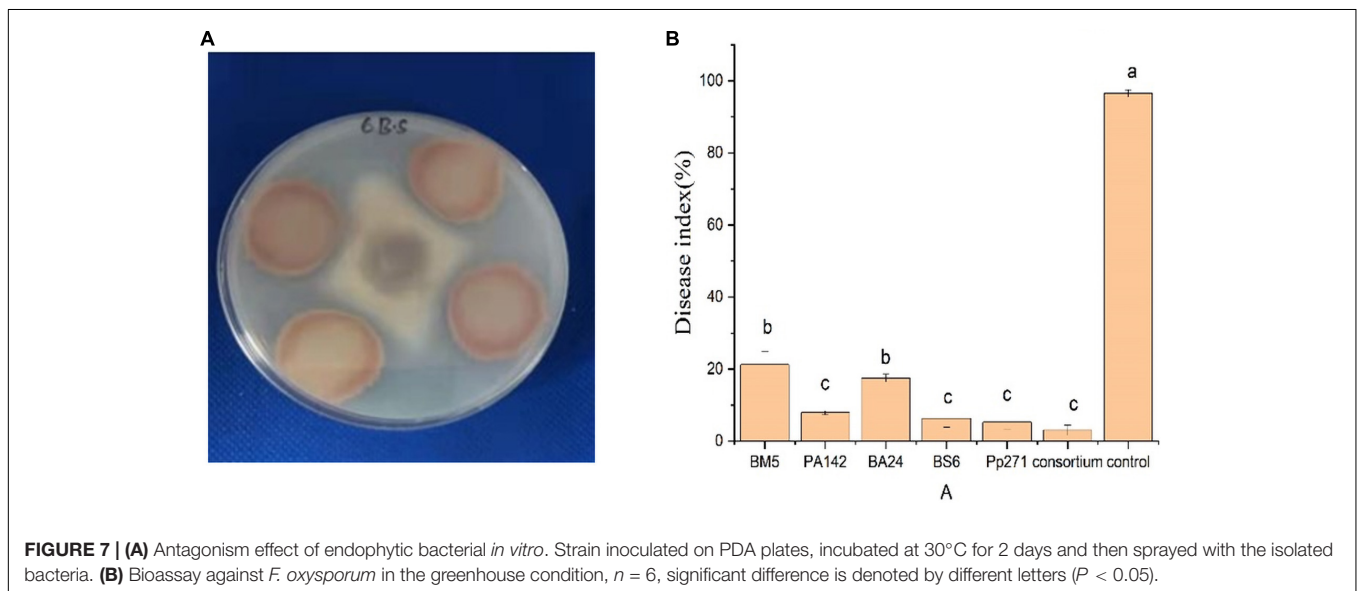 A
B
6 B.S
Disease index(%)
100
80
60
40
20
0
b
c
b
c
c
c
a
BM5 PA142 BA24 BS6 Pp271 consortium control
A
FIGURE 7 | (A) Antagonism effect of endophytic bacterial in vitro. Strain inoculated on PDA plates, incubated at 30°C for 2 days and then sprayed with the isolated
bacteria. (B) Bioassay against F. oxysporum in the greenhouse condition, n = 6, significant difference is denoted by different letters (P < 0.05).